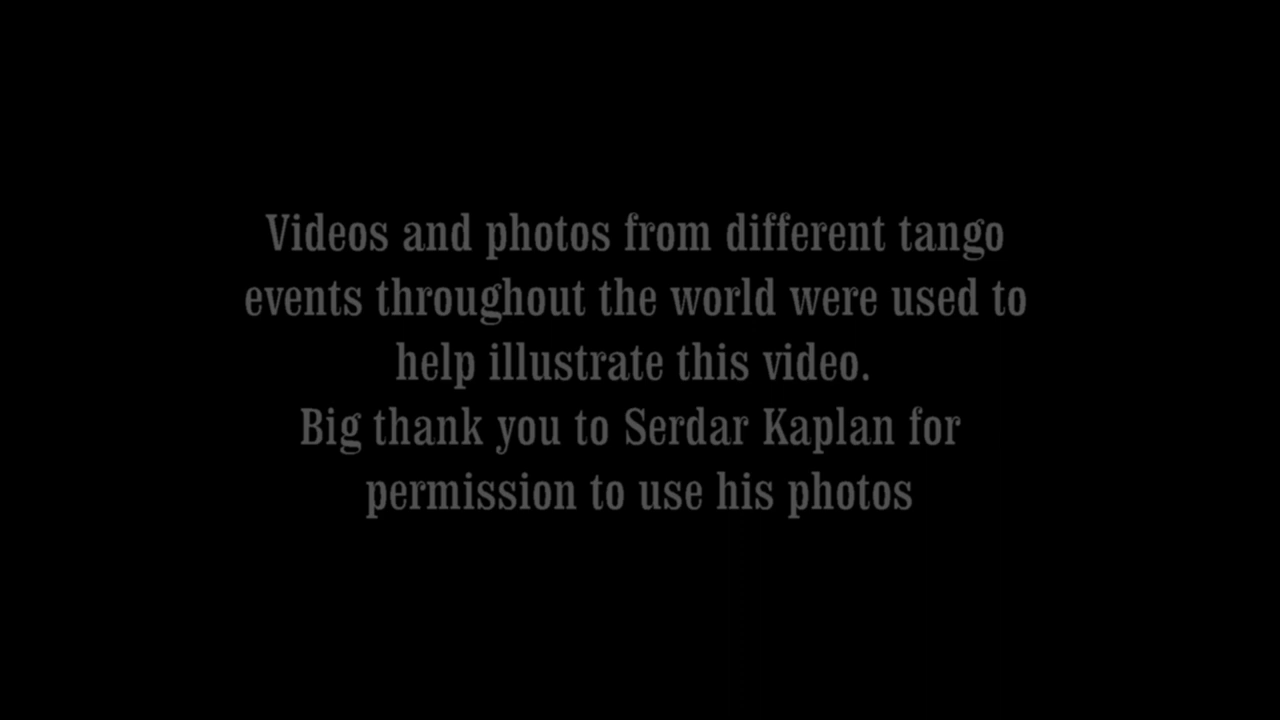 Videos and photos from different tango
events throughout the world were used to
help illustrate this video.
Big thank you to Serdar Kaplan for
permission to use his photos